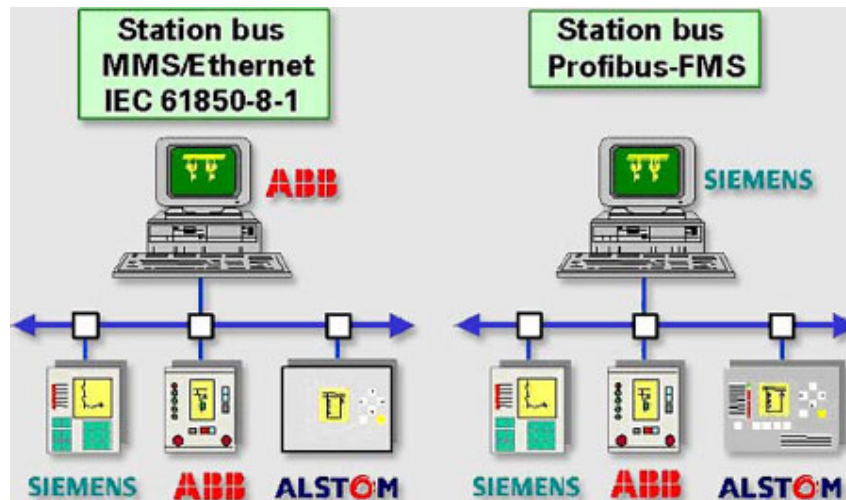 Station bus
MMS/Ethernet
IEC 61850-8-1
Station bus
Profibus-FMS
ABB
SIEMENS
SIEMENS
ABB
ALSTOM
SIEMENS
ABB
ALSTOM